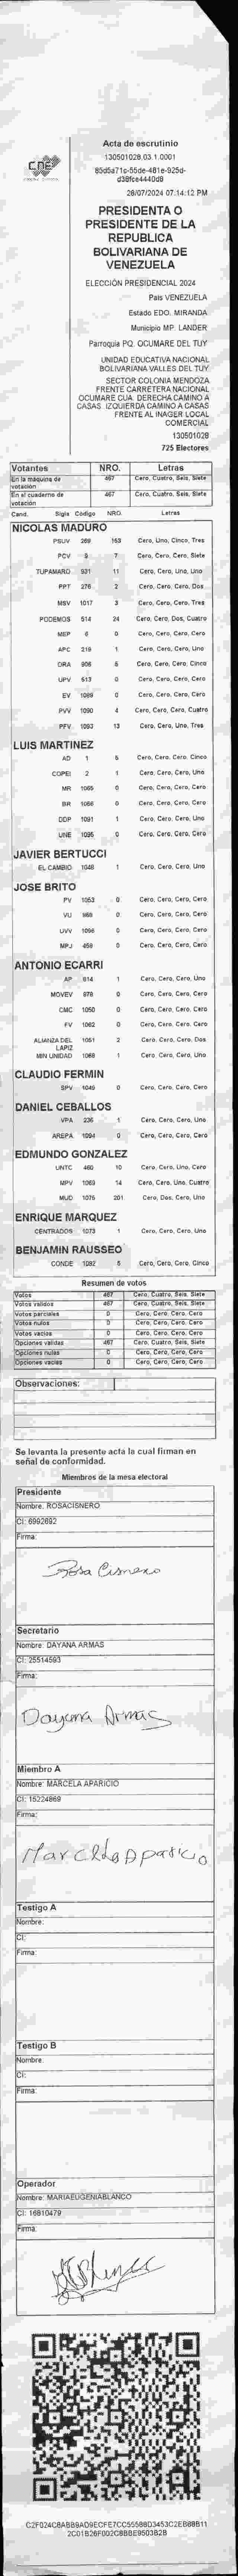 CNE
Acta de escrutinio
130501028.03.1.0001
85d5a71c-55de-481e-925d-
d38fce4440d8
28/07/2024 07:14:12 PM
PRESIDENTA O
PRESIDENTE DE LA
REPUBLICA
BOLIVARIANA DE
VENEZUELA
ELECCIÓN PRESIDENCIAL 2024
País VENEZUELA
Estado EDO. MIRANDA
Municipio MP. LANDER
Parroquia PQ. OCUMARE DEL TUY
UNIDAD EDUCATIVA NACIONAL
BOLIVARIANA VALLES DEL TUY
SECTOR COLONIA MENDOZA
FRENTE CARRETERA NACIONAL
OCUMARE CUA. DERECHA CAMINO A
CASAS. IZQUIERDA CAMINO A CASAS
FRENTE AL INAGER LOCAL
COMERCIAL
130501028
725 Electores
Votantes NRO. Letras
En la máquina de votación 467 Cero, Cuatro, Seis, Siete
En el cuaderno de votación 467 Cero, Cuatro, Seis, Siete
Cand. Sigla Código NRO. Letras
NICOLAS MADURO
PSUV 269 153 Cero, Uno, Cinco, Tres
PCV 3 7 Cero, Cero, Cero, Siete
TUPAMARO 931 11 Cero, Cero, Uno, Uno
PPT 276 2 Cero, Cero, Cero, Dos
MSV 1017 3 Cero, Cero, Cero, Tres
PODEMOS 514 24 Cero, Cero, Dos, Cuatro
MEP 6 0 Cero, Cero, Cero, Cero
APC 219 1 Cero, Cero, Cero, Uno
ORA 906 5 Cero, Cero, Cero, Cinco
UPV 613 0 Cero, Cero, Cero, Cero
EV 1089 0 Cero, Cero, Cero, Cero
PVV 1090 4 Cero, Cero, Cero, Cuatro
PFV 1093 13 Cero, Cero, Uno, Tres
LUIS MARTINEZ
AD 1 5 Cero, Cero, Cero, Cinco
COPEI 2 1 Cero, Cero, Cero, Uno
MR 1065 0 Cero, Cero, Cero, Cero
BR 1066 0 Cero, Cero, Cero, Cero
DDP 1091 1 Cero, Cero, Cero, Uno
UNE 1095 0 Cero, Cero, Cero, Cero
JAVIER BERTUCCI
EL CAMBIO 1048 1 Cero, Cero, Cero, Uno
JOSE BRITO
PV 1053 0 Cero, Cero, Cero, Cero
VU 968 0 Cero, Cero, Cero, Cero
UVV 1096 0 Cero, Cero, Cero, Cero
MPJ 459 0 Cero, Cero, Cero, Cero
ANTONIO ECARRI
AP 914 1 Cero, Cero, Cero, Uno
MOVEV 978 0 Cero, Cero, Cero, Cero
CMC 1050 0 Cero, Cero, Cero, Cero
FV 1062 0 Cero, Cero, Cero, Cero
ALIANZA DEL LAPIZ 1051 2 Cero, Cero, Cero, Dos
MIN UNIDAD 1068 1 Cero, Cero, Cero, Uno
CLAUDIO FERMIN
SPV 1049 0 Cero, Cero, Cero, Cero
DANIEL CEBALLOS
VPA 236 1 Cero, Cero, Cero, Uno
AREPA 1094 0 Cero, Cero, Cero, Cero
EDMUNDO GONZALEZ
UNTC 460 10 Cero, Cero, Uno, Cero
MPV 1069 14 Cero, Cero, Uno, Cuatro
MUD 1075 201 Cero, Dos, Cero, Uno
ENRIQUE MARQUEZ
CENTRADOS 1073 1 Cero, Cero, Cero, Uno
BENJAMIN RAUSSEO
CONDE 1092 5 Cero, Cero, Cero, Cinco
Resumen de votos
Votos 467 Cero, Cuatro, Seis, Siete
Votos válidos 467 Cero, Cuatro, Seis, Siete
Votos parciales 0 Cero, Cero, Cero, Cero
Votos nulos 0 Cero, Cero, Cero, Cero
Votos vacíos 0 Cero, Cero, Cero, Cero
Opciones válidas 467 Cero, Cuatro, Seis, Siete
Opciones nulas 0 Cero, Cero, Cero, Cero
Opciones vacías 0 Cero, Cero, Cero, Cero
Observaciones:
Se levanta la presente acta la cual firman en
señal de conformidad.
Miembros de la mesa electoral
Presidente
Nombre: ROSACISNERO
CI: 6992692
Firma:
Rosa Cisnero
Secretario
Nombre: DAYANA ARMAS
CI: 25514593
Firma:
Dayana Armas
Miembro A
Nombre: MARCELA APARICIO
CI: 15224869
Firma:
Marcela Aparicio
Testigo A
Nombre:
CI:
Firma:
Testigo B
Nombre:
CI:
Firma:
Operador
Nombre: MARIAEUGENIABLANCO
CI: 16810479
Firma:
C2F024C8AB89AD9ECFE7CC55588D3453C2EB88B11
2C01B26F002C8BBE9503B28